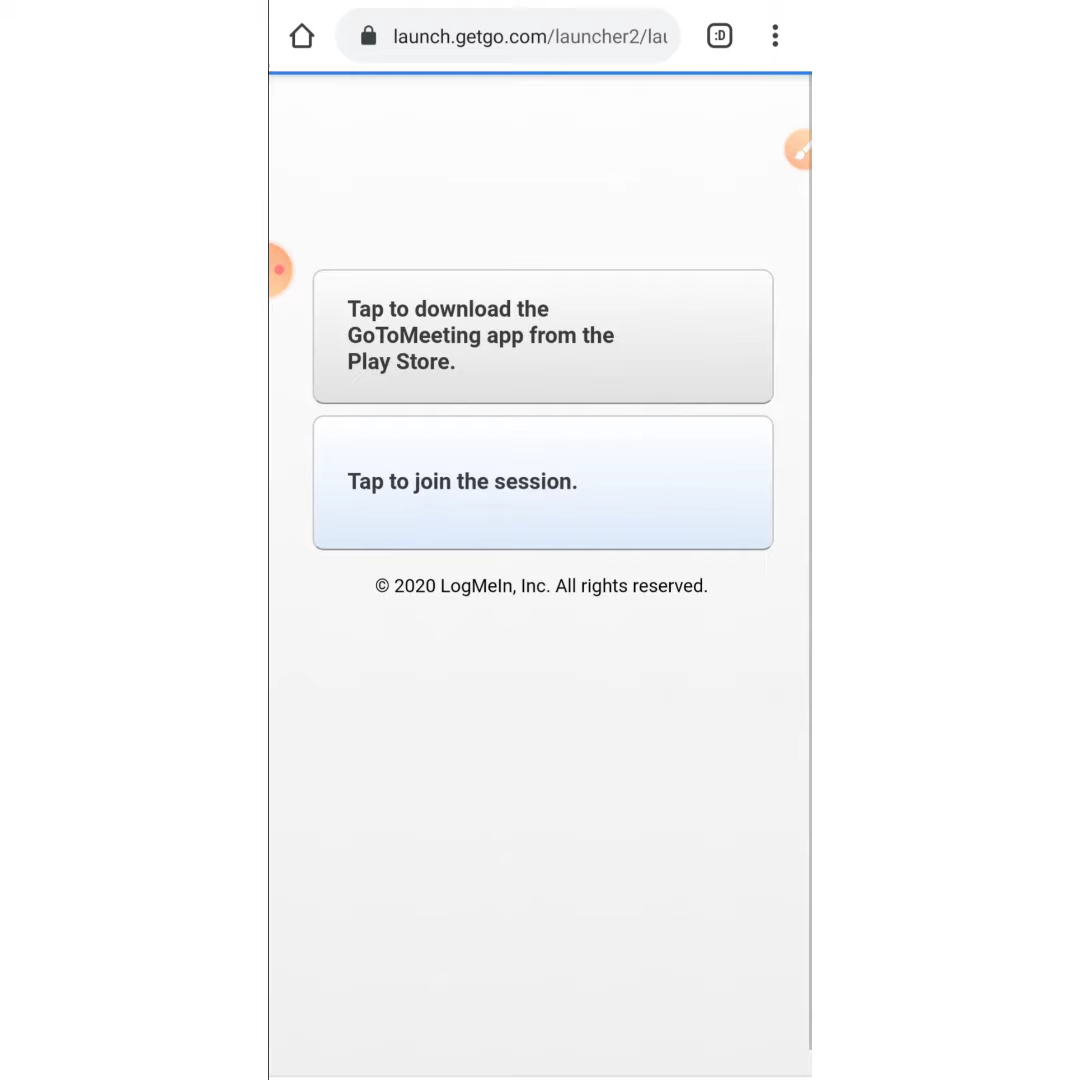 launch.getgo.com/launcher2/lau
:D
Tap to download the
GoToMeeting app from the
Play Store.
Tap to join the session.
© 2020 LogMeIn, Inc. All rights reserved.